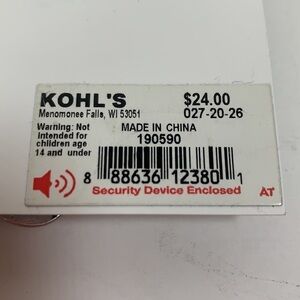 KOHL'S $24.00
Menomonee Falls, WI 53051 027-20-26
Warning: Not
Intended for
children age
14 and under
MADE IN CHINA
190590
8 88636 12380 1
Security Device Enclosed AT